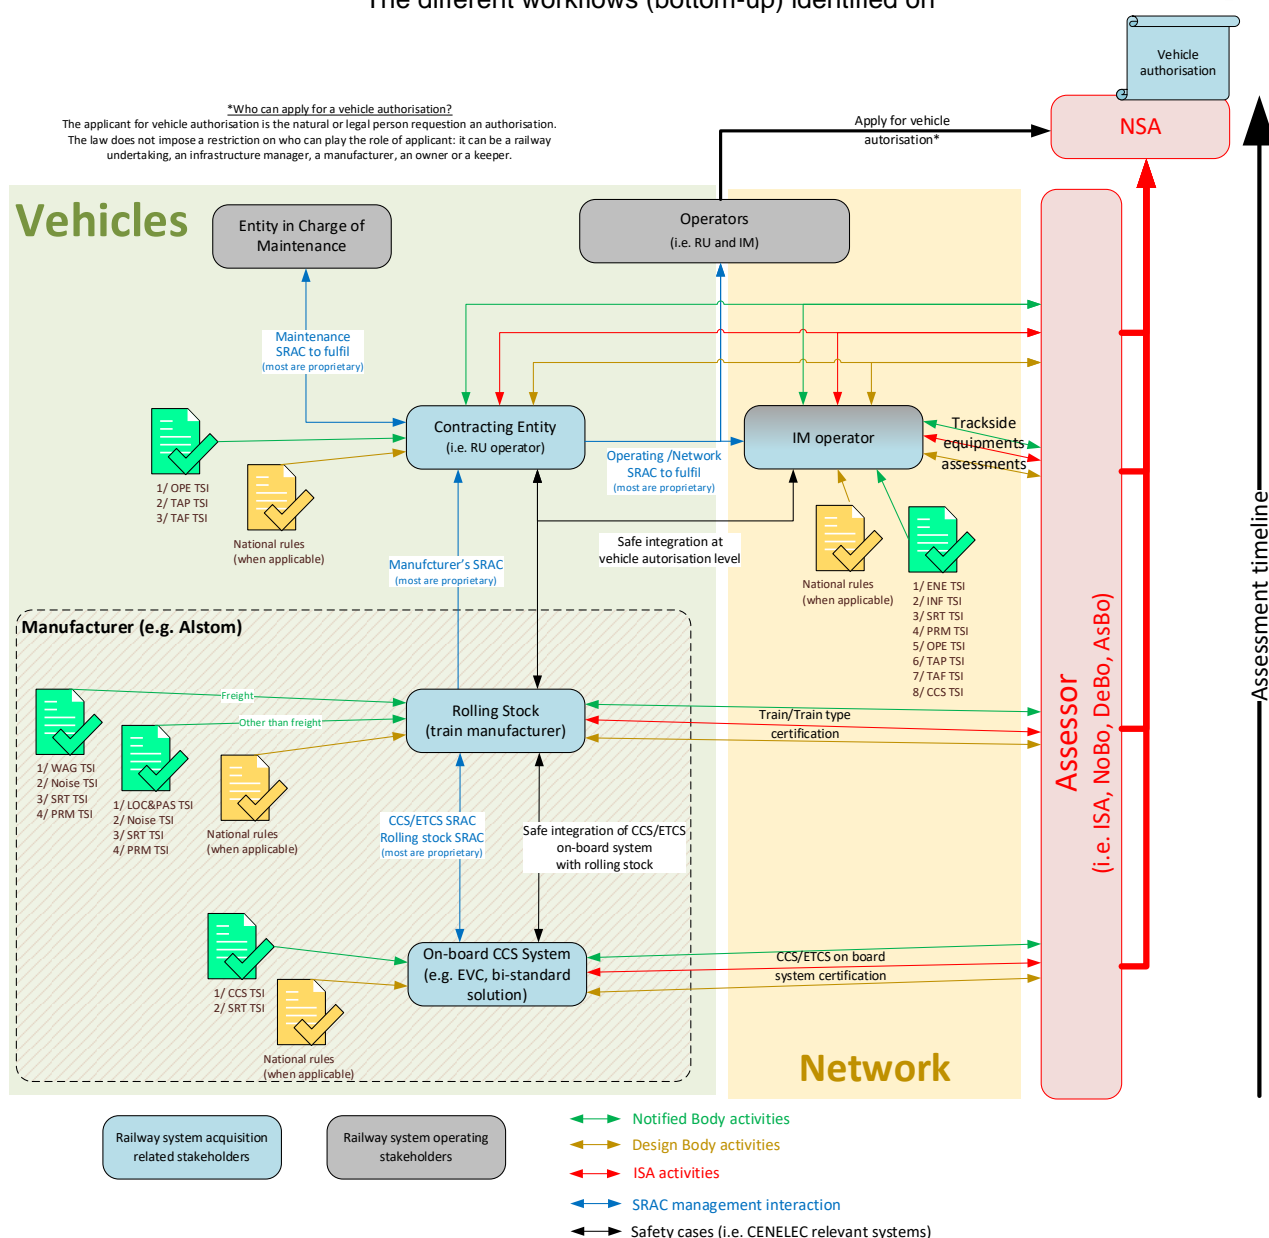 The different workflows (bottom-up) identified on
Vehicle
authorisation
*Who can apply for a vehicle authorisation?
The applicant for vehicle authorisation is the natural or legal person requestion an authorisation.
The law does not impose a restriction on who can play the role of applicant: it can be a railway
undertaking, an infrastructure manager, a manufacturer, an owner or a keeper.
Apply for vehicle
autorisation*
NSA
Vehicles
Entity in Charge of
Maintenance
Operators
(i.e. RU and IM)
Maintenance
SRAC to fulfil
(most are proprietary)
Contracting Entity
(i.e. RU operator)
IM operator
Trackside
equipments
assessments
Operating /Network
SRAC to fulfil
(most are proprietary)
1/ OPE TSI
2/ TAP TSI
3/ TAF TSI
National rules
(when applicable)
Safe integration at
vehicle autorisation level
Manufcturer's SRAC
(most are proprietary)
National rules
(when applicable)
1/ ENE TSI
2/ INF TSI
3/ SRT TSI
4/ PRM TSI
5/ OPE TSI
6/ TAP TSI
7/ TAF TSI
8/ CCS TSI
Assessment timeline
Assessor
(i.e. ISA, NoBo, DeBo, AsBo)
Manufacturer (e.g. Alstom)
Freight
Other than freight
Rolling Stock
(train manufacturer)
Train/Train type
certification
1/ WAG TSI
2/ Noise TSI
3/ SRT TSI
4/ PRM TSI
1/ LOC&PAS TSI
2/ Noise TSI
3/ SRT TSI
4/ PRM TSI
National rules
(when applicable)
CCS/ETCS SRAC
Rolling stock SRAC
(most are proprietary)
Safe integration of CCS/ETCS
on-board system
with rolling stock
On-board CCS System
(e.g. EVC, bi-standard
solution)
CCS/ETCS on board
system certification
1/ CCS TSI
2/ SRT TSI
National rules
(when applicable)
Network
Railway system acquisition
related stakeholders
Railway system operating
stakeholders
Notified Body activities
Design Body activities
ISA activities
SRAC management interaction
Safety cases (i.e. CENELEC relevant systems)